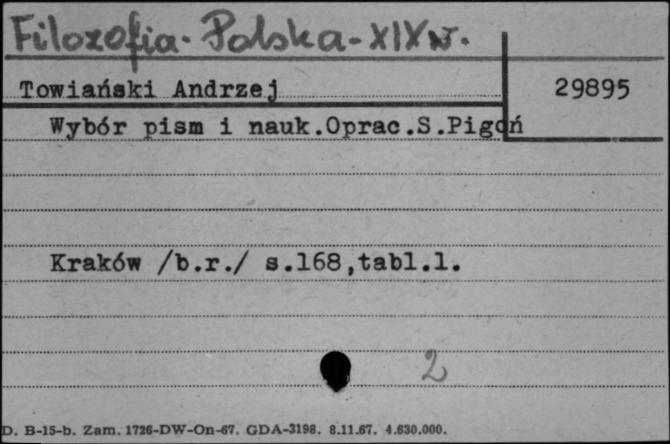 Filozofia - Polska - XIX w.
Towiański Andrzej
29895
Wybór pism i nauk.Oprac.S.Pigoń
Kraków /b.r./ s.168,tabl.1.
2
D. B-15-b. Zam. 1726-DW-On-67. GDA-3198. 8.11.67. 4.630.000.